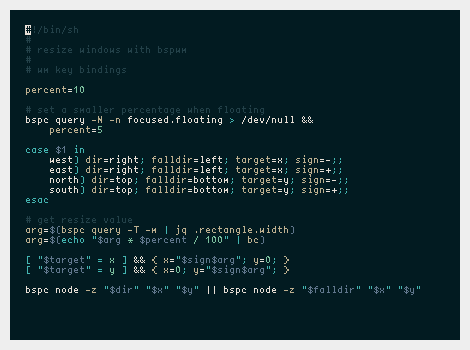 #!/bin/sh
#
# resize windows with bspwm
#
# wm key bindings
percent=10
# set a smaller percentage when floating
bspc query -N -n focused.floating > /dev/null &&
percent=5
case $1 in
west) dir=right; falldir=left; target=x; sign=-;;
east) dir=right; falldir=left; target=x; sign=+;;
north) dir=top; falldir=bottom; target=y; sign=-;;
south) dir=top; falldir=bottom; target=y; sign=+;;
esac
# get resize value
arg=$(bspc query -T -m | jq .rectangle.width)
arg=$(echo "$arg * $percent / 100" | bc)
[ "$target" = x ] && { x="$sign$arg"; y=0; }
[ "$target" = y ] && { x=0; y="$sign$arg"; }
bspc node -z "$dir" "$x" "$y" || bspc node -z "$falldir" "$x" "$y"